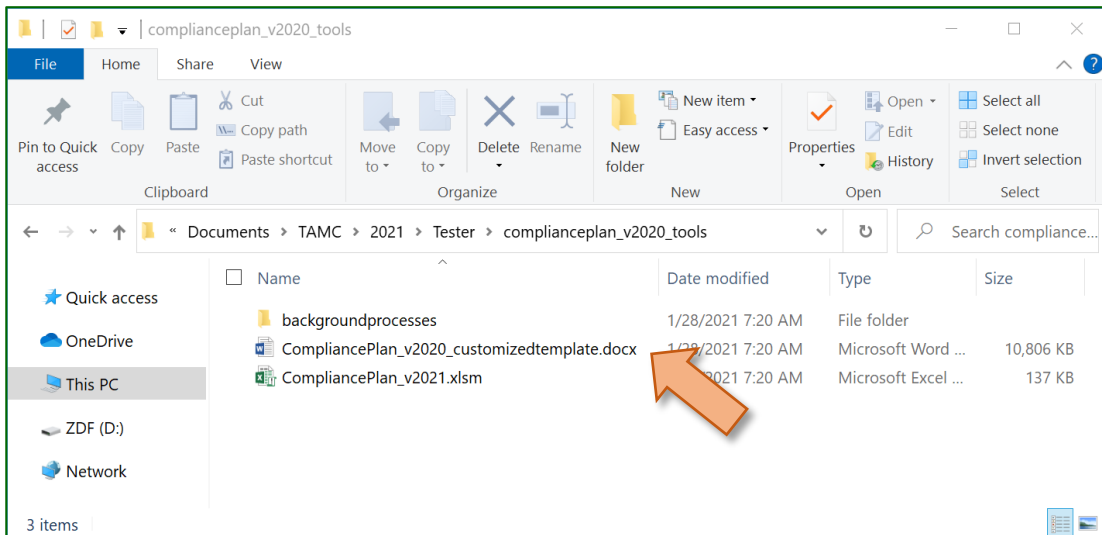 complianceplan_v2020_tools
File Home Share View
Pin to Quick access
Copy
Paste
Cut
Copy path
Paste shortcut
Clipboard
Move to
Copy to
Delete
Rename
Organize
New folder
New item
Easy access
New
Properties
Open
Edit
History
Open
Select all
Select none
Invert selection
Select
« Documents > TAMC > 2021 > Tester > complianceplan_v2020_tools
Search compliance...
Name Date modified Type Size
Quick access
OneDrive
This PC
ZDF (D:)
Network
backgroundprocesses 1/28/2021 7:20 AM File folder
CompliancePlan_v2020_customizedtemplate.docx 1/28/2021 7:20 AM Microsoft Word ... 10,806 KB
CompliancePlan_v2021.xlsm 2021 7:20 AM Microsoft Excel ... 137 KB
3 items